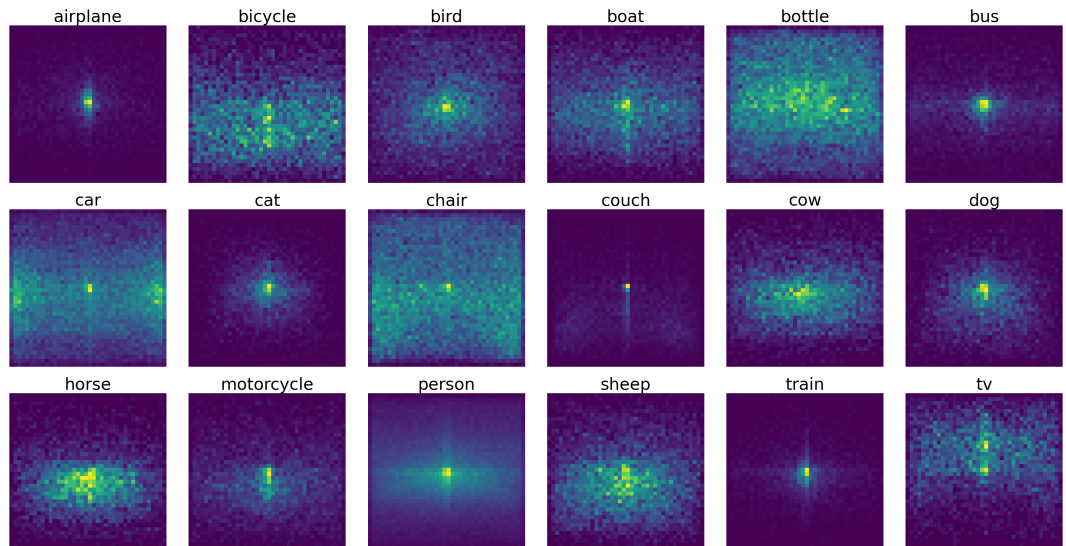 airplane bicycle bird boat bottle bus
car cat chair couch cow dog
horse motorcycle person sheep train tv